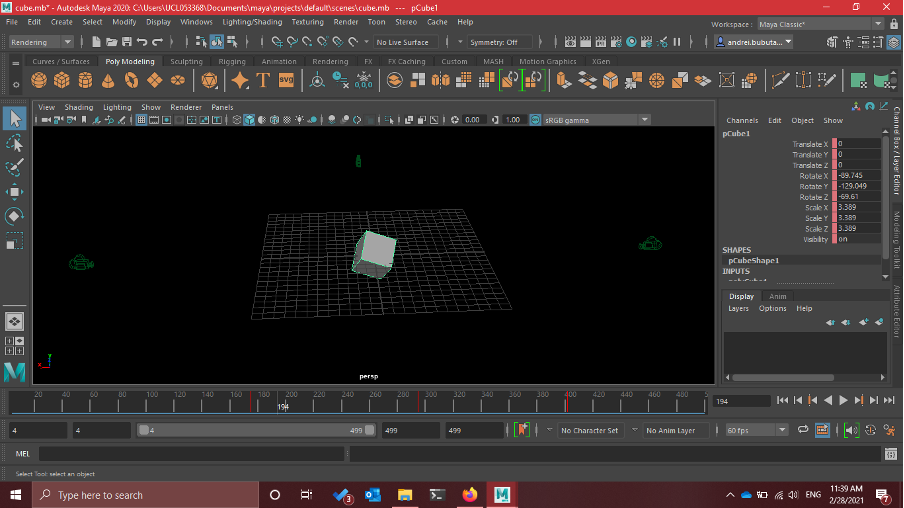 cube.mb* - Autodesk Maya 2020: C:\Users\UCL053368\Documents\maya\projects\default\scenes\cube.mb* --- pCube1
File Edit Create Select Modify Display Windows Lighting/Shading Texturing Render Toon Stereo Cache Help
Workspace : Maya Classic*
Rendering No Live Surface Symmetry: Off andrei.bubuta...
Curves / Surfaces Poly Modeling Sculpting Rigging Animation Rendering FX FX Caching Custom MASH Motion Graphics XGen
SVG 0,0,0
View Shading Lighting Show Renderer Panels
0.00 1.00 sRGB gamma
persp
Y
X
Channels Edit Object Show
pCube1
Translate X 0
Translate Y 0
Translate Z 0
Rotate X -89.745
Rotate Y -129.049
Rotate Z -69.61
Scale X 3.389
Scale Y 3.389
Scale Z 3.389
Visibility on
SHAPES
pCubeShape1
INPUTS
Display Anim
Layers Options Help
Channel Box / Layer Editor
Modeling Toolkit
Attribute Editor
20 40 60 80 100 120 140 160 180 200 220 240 260 280 300 320 340 360 380 400 420 440 460 480 5
194
194
4 4 4 499 499 499 No Character Set No Anim Layer 60 fps
MEL
Select Tool: select an object
Type here to search 3 ENG 11:39 AM
2/28/2021 7